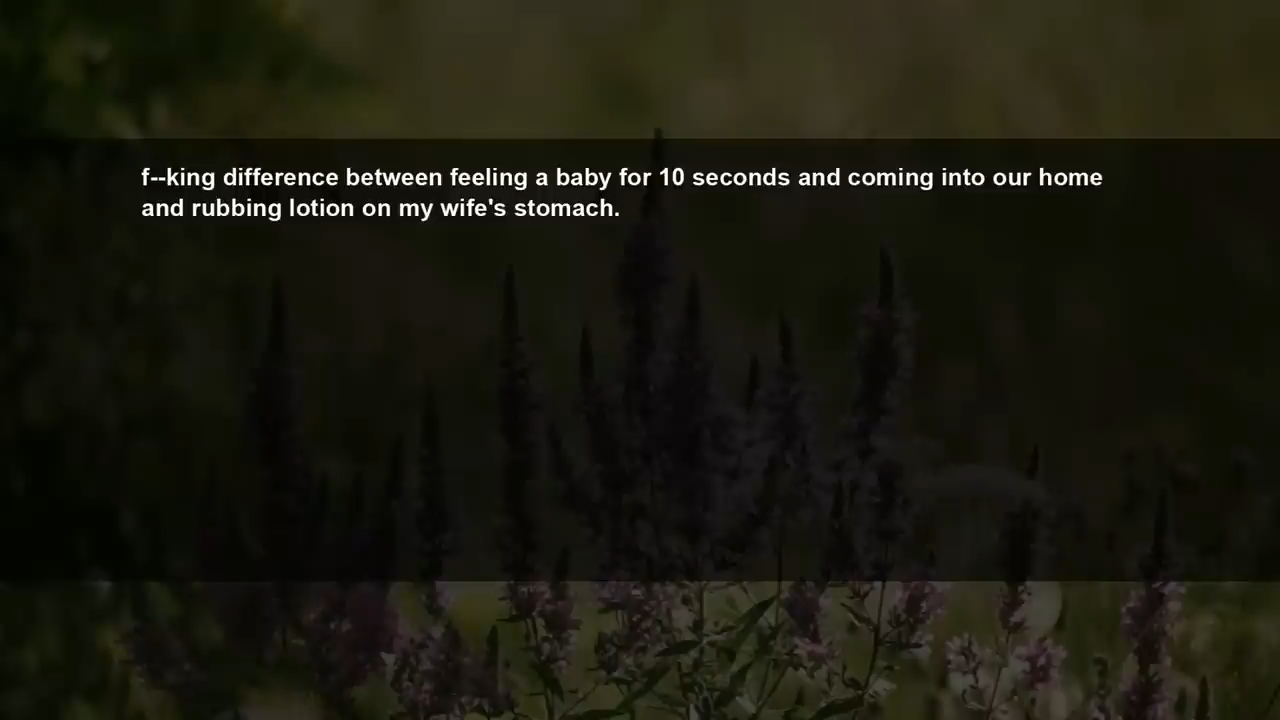 f--king difference between feeling a baby for 10 seconds and coming into our home
and rubbing lotion on my wife's stomach.